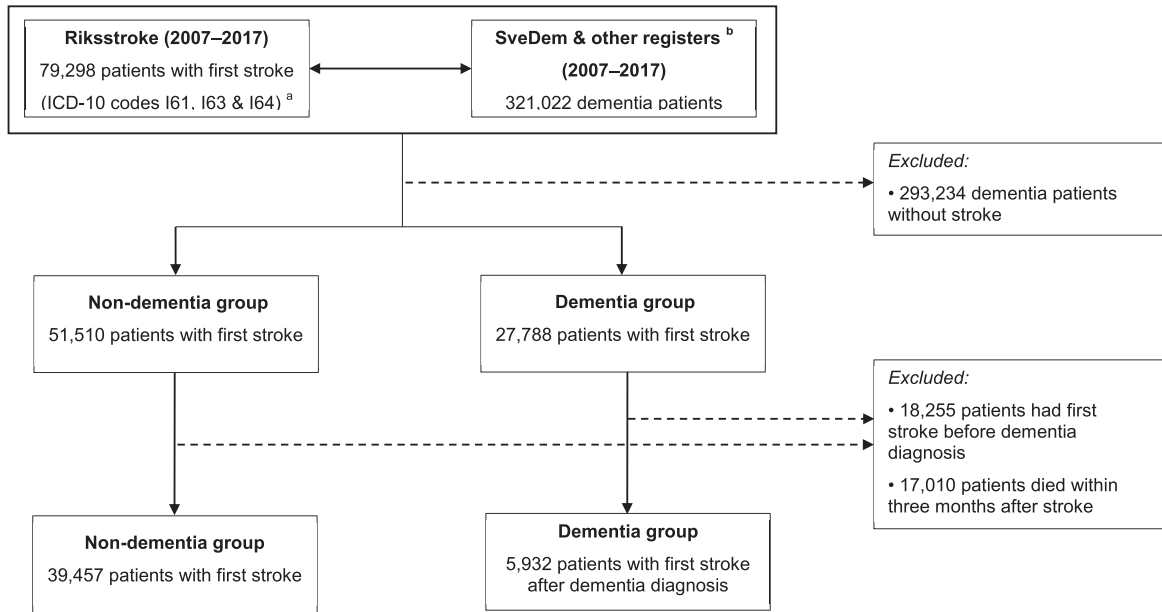 Riksstroke (2007–2017)
79,298 patients with first stroke
(ICD-10 codes I61, I63 & I64) a
SveDem & other registers b
(2007–2017)
321,022 dementia patients
Excluded:
• 293,234 dementia patients
without stroke
Non-dementia group
51,510 patients with first stroke
Dementia group
27,788 patients with first stroke
Excluded:
• 18,255 patients had first
stroke before dementia
diagnosis
• 17,010 patients died within
three months after stroke
Non-dementia group
39,457 patients with first stroke
Dementia group
5,932 patients with first stroke
after dementia diagnosis